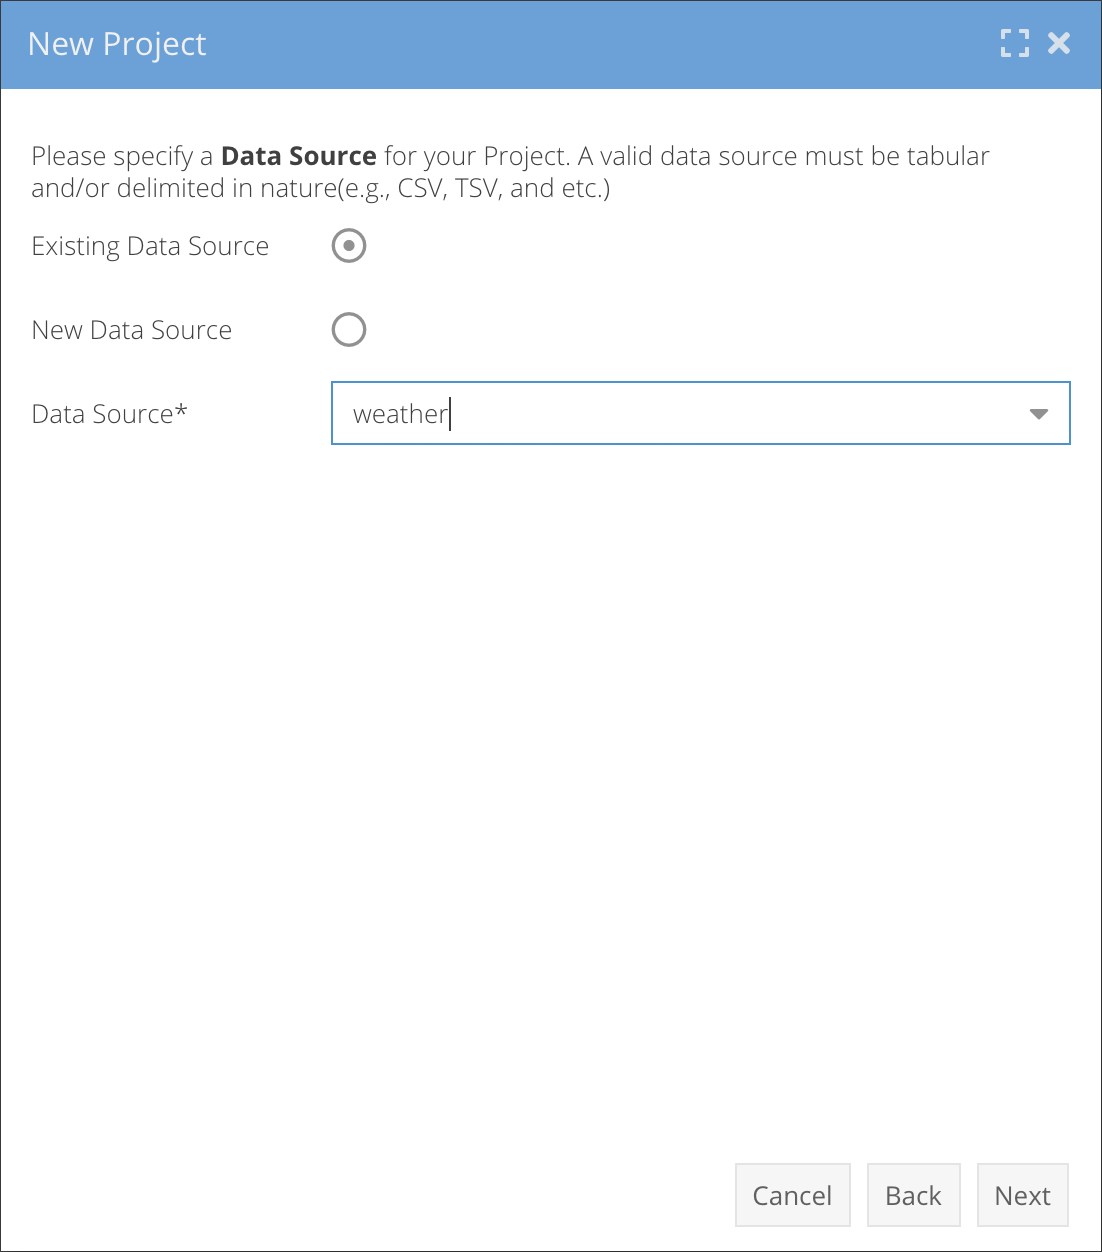 New Project
Please specify a Data Source for your Project. A valid data source must be tabular
and/or delimited in nature(e.g., CSV, TSV, and etc.)
Existing Data Source
New Data Source
Data Source* weather
Cancel Back Next